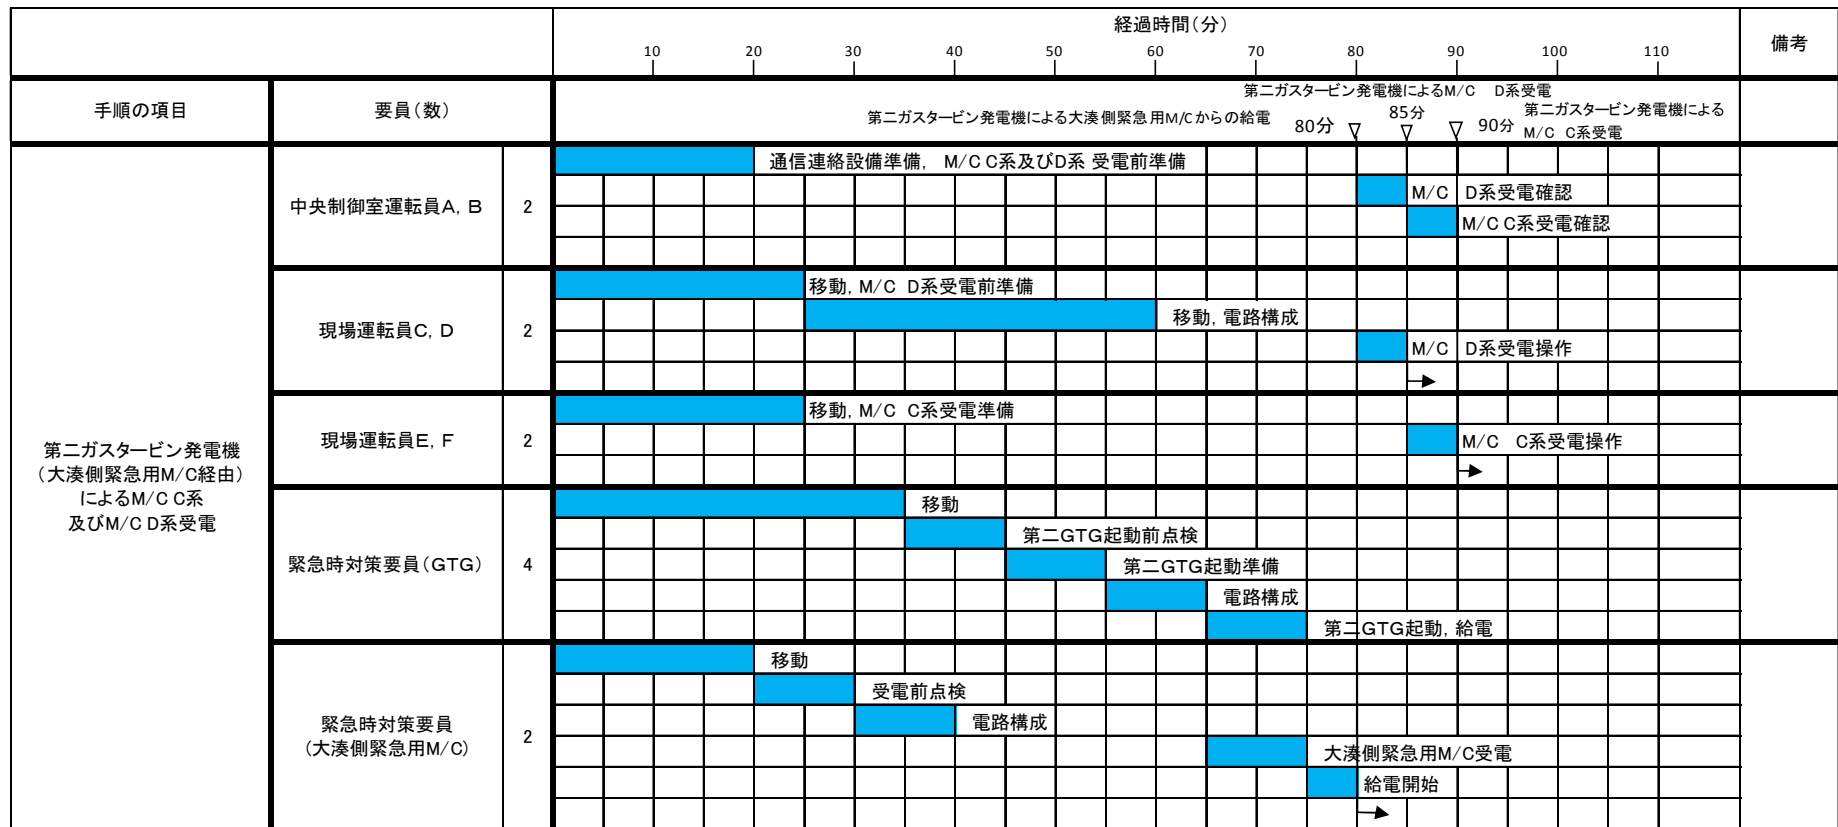 経過時間(分)
備考
10 20 30 40 50 60 70 80 90 100 110
手順の項目
要員(数)
第二ガスタービン発電機によるM/C D系受電
第二ガスタービン発電機による大湊側緊急用M/Cからの給電
80分
85分
90分
第二ガスタービン発電機による
M/C C系受電
第二ガスタービン発電機
(大湊側緊急用M/C経由)
によるM/C C系
及びM/C D系受電
中央制御室運転員A, B
2
通信連絡設備準備, M/C C系及びD系 受電前準備
M/C D系受電確認
M/C C系受電確認
現場運転員C, D
2
移動, M/C D系受電前準備
移動, 電路構成
M/C D系受電操作
現場運転員E, F
2
移動, M/C C系受電準備
M/C C系受電操作
緊急時対策要員(GTG)
4
移動
第二GTG起動前点検
第二GTG起動準備
電路構成
第二GTG起動, 給電
緊急時対策要員
(大湊側緊急用M/C)
2
移動
受電前点検
電路構成
大湊側緊急用M/C受電
給電開始